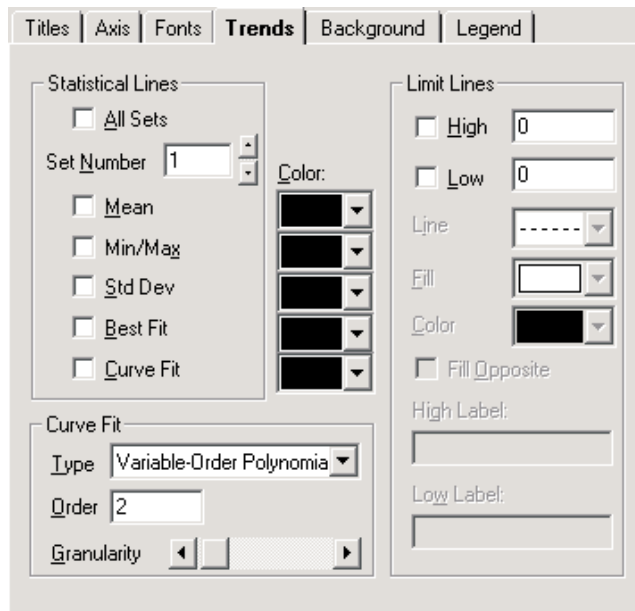 Titles Axis Fonts Trends Background Legend
Statistical Lines
All Sets
Set Number 1
Color:
Mean
Min/Max
Std Dev
Best Fit
Curve Fit
Curve Fit
Type Variable-Order Polynomia
Order 2
Granularity
Limit Lines
High 0
Low 0
Line
Fill
Color
Fill Opposite
High Label:
Low Label: